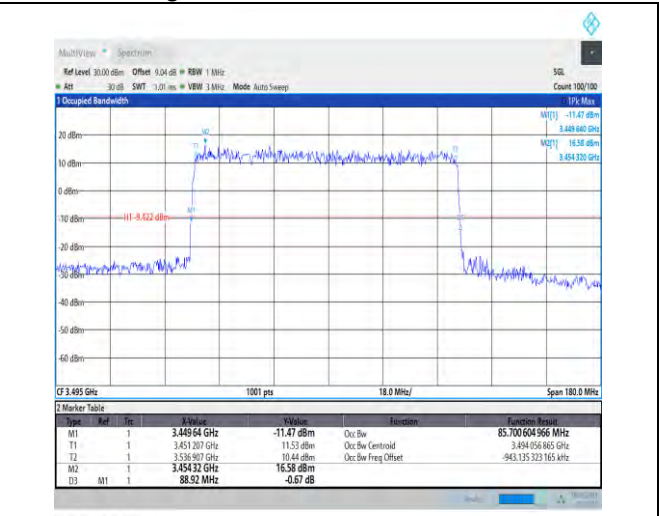 MultiView Spectrum
Ref Level 30.00 dBm Offset 9.04 dB RBW 1 MHz SGL
Att 30 dB SWT 1.01 ms VBW 3 MHz Mode Auto Sweep Count 100/100
1 Occupied Bandwidth 1Pk Max
M1[1] -11.47 dBm
3.449 640 GHz
M2[1] 16.58 dBm
3.454 320 GHz
20 dBm
M2
T1
10 dBm
0 dBm
M1
-10 dBm H1 -9.422 dBm
-20 dBm
-30 dBm
-40 dBm
-50 dBm
-60 dBm
CF 3.495 GHz 1001 pts 18.0 MHz/ Span 180.0 MHz
2 Marker Table
Type Ref Trc X-Value Y-Value Function Function Result
M1 1 3.449 64 GHz -11.47 dBm Occ Bw 85.700 604 966 MHz
T1 1 3.451 207 GHz 11.53 dBm Occ Bw Centroid 3.494 056 865 GHz
T2 1 3.536 907 GHz 10.44 dBm Occ Bw Freq Offset -943.135 323 165 kHz
M2 1 3.454 32 GHz 16.58 dBm
D3 M1 1 88.92 MHz -0.67 dB